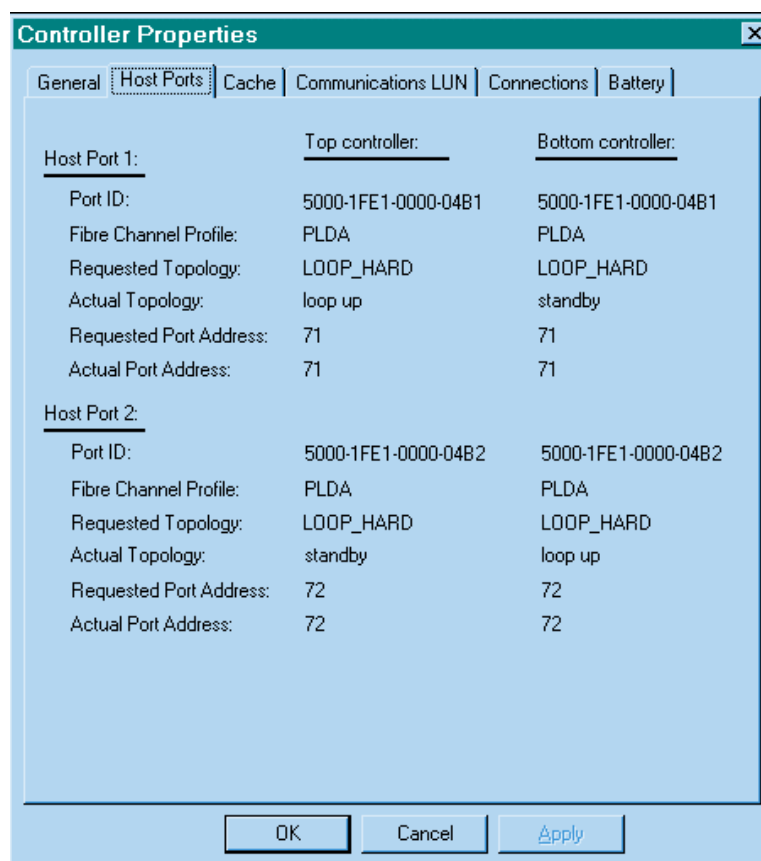 Controller Properties
General Host Ports Cache Communications LUN Connections Battery
Top controller: Bottom controller:
Host Port 1:
Port ID: 5000-1FE1-0000-04B1 5000-1FE1-0000-04B1
Fibre Channel Profile: PLDA PLDA
Requested Topology: LOOP_HARD LOOP_HARD
Actual Topology: loop up standby
Requested Port Address: 71 71
Actual Port Address: 71 71
Host Port 2:
Port ID: 5000-1FE1-0000-04B2 5000-1FE1-0000-04B2
Fibre Channel Profile: PLDA PLDA
Requested Topology: LOOP_HARD LOOP_HARD
Actual Topology: standby loop up
Requested Port Address: 72 72
Actual Port Address: 72 72
OK Cancel Apply